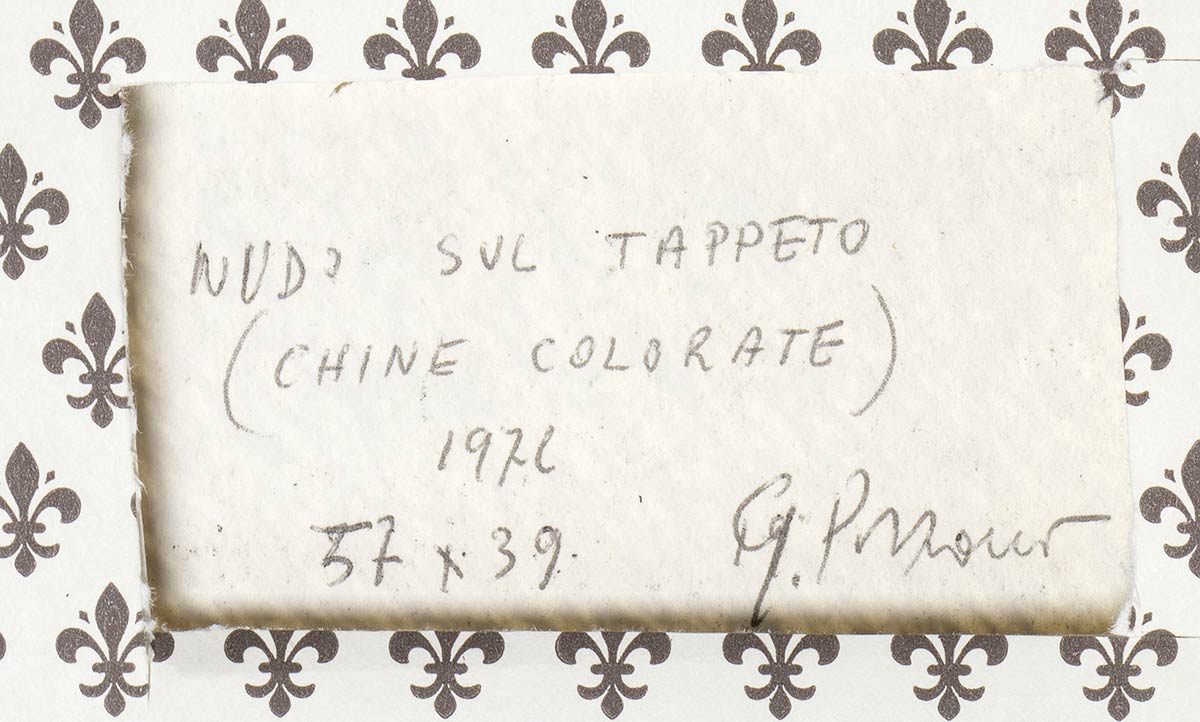 NUDO SUL TAPPETO
(CHINE COLORATE)
1976
57 x 39.